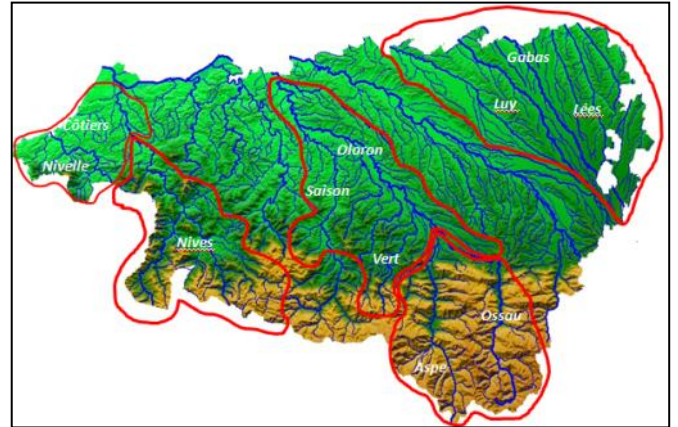 Gabas
Luy
Lées
Côtiers
Nivelle
Oloron
Saison
Nives
Vert
Ossau
Aspe